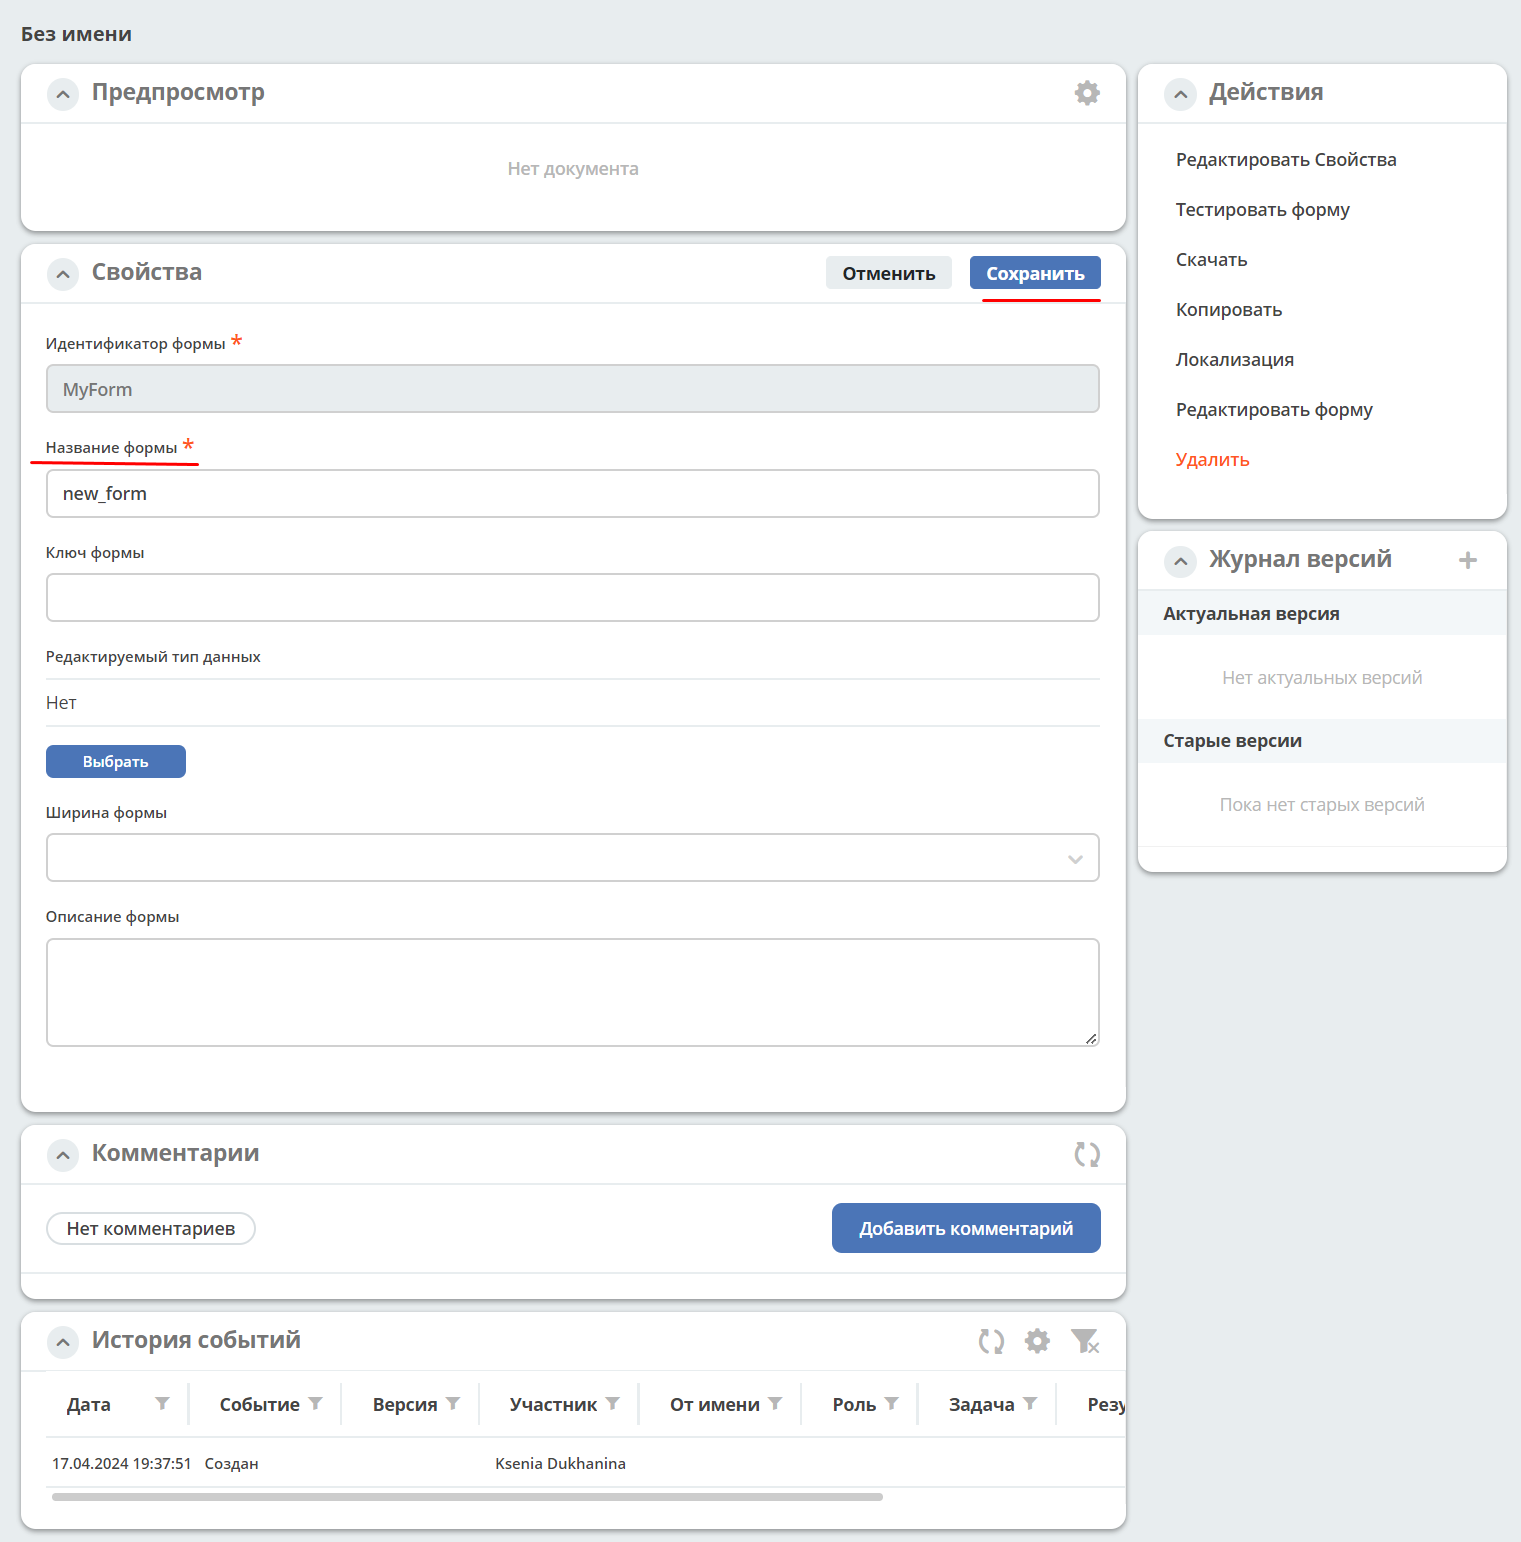 Без имени
Предпросмотр
Нет документа
Свойства
Отменить
Сохранить
Идентификатор формы *
MyForm
Название формы *
new_form
Ключ формы
Редактируемый тип данных
Нет
Выбрать
Ширина формы
Описание формы
Комментарии
Нет комментариев
Добавить комментарий
История событий
Дата Событие Версия Участник От имени Роль Задача Резу
17.04.2024 19:37:51 Создан Ksenia Dukhanina
Действия
Редактировать Свойства
Тестировать форму
Скачать
Копировать
Локализация
Редактировать форму
Удалить
Журнал версий
Актуальная версия
Нет актуальных версий
Старые версии
Пока нет старых версий